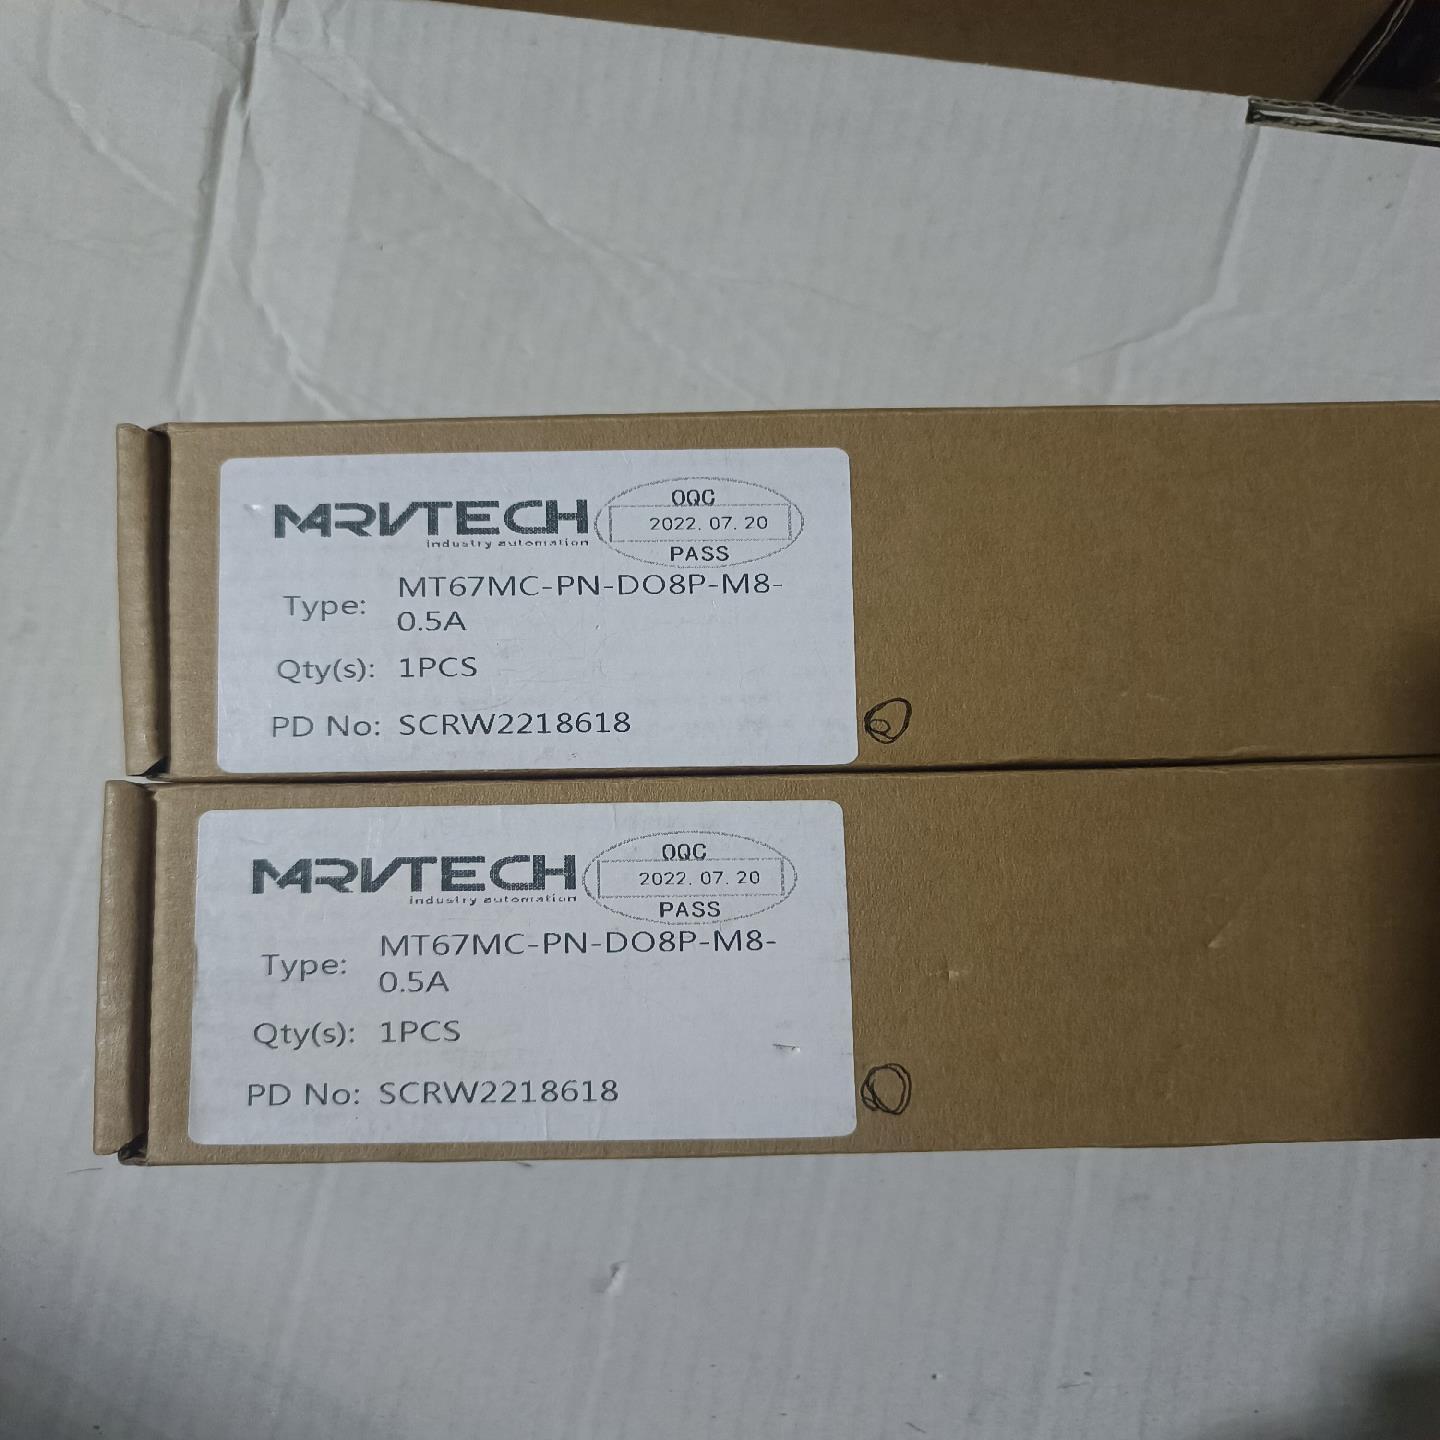 MARVTECH
industry automation
OQC
2022. 07. 20
PASS
Type: MT67MC-PN-DO8P-M8-
0.5A
Qty(s): 1PCS
PD No: SCRW2218618
MARVTECH
industry automation
OQC
2022. 07. 20
PASS
Type: MT67MC-PN-DO8P-M8-
0.5A
Qty(s): 1PCS
PD No: SCRW2218618